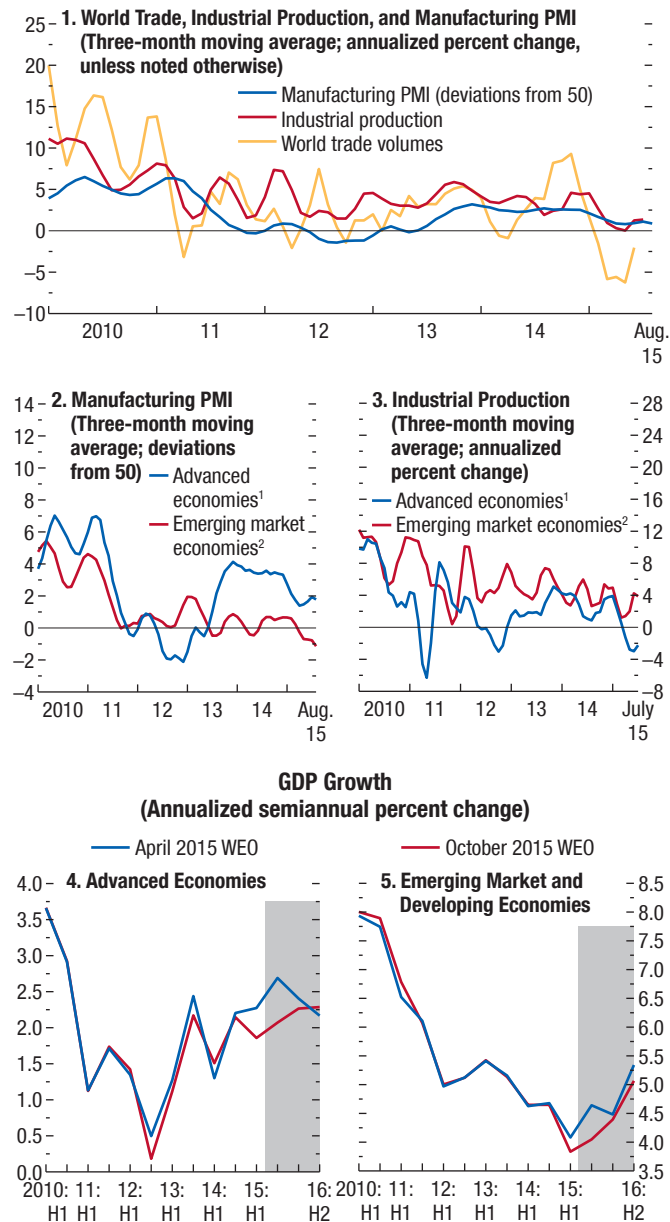 1. World Trade, Industrial Production, and Manufacturing PMI
(Three-month moving average; annualized percent change,
unless noted otherwise)
Manufacturing PMI (deviations from 50)
Industrial production
World trade volumes
25
20
15
10
5
0
–5
–10
2010
11
12
13
14
Aug.
15
2. Manufacturing PMI
(Three-month moving
average; deviations
from 50)
Advanced
economies1
Emerging market
economies2
14
12
10
8
6
4
2
0
–2
–4
2010
11
12
13
14
Aug.
15
3. Industrial Production
(Three-month moving
average; annualized
percent change)
Advanced economies1
Emerging market economies2
28
24
20
16
12
8
4
0
–4
–8
2010
11
12
13
14
July
15
GDP Growth
(Annualized semiannual percent change)
April 2015 WEO
October 2015 WEO
4. Advanced Economies
4.0
3.5
3.0
2.5
2.0
1.5
1.0
0.5
0.0
2010: 11: 12: 13: 14: 15: 16:
H1 H1 H1 H1 H1 H1 H2
5. Emerging Market and
Developing Economies
8.5
8.0
7.5
7.0
6.5
6.0
5.5
5.0
4.5
4.0
3.5
2010: 11: 12: 13: 14: 15: 16:
H1 H1 H1 H1 H1 H1 H2